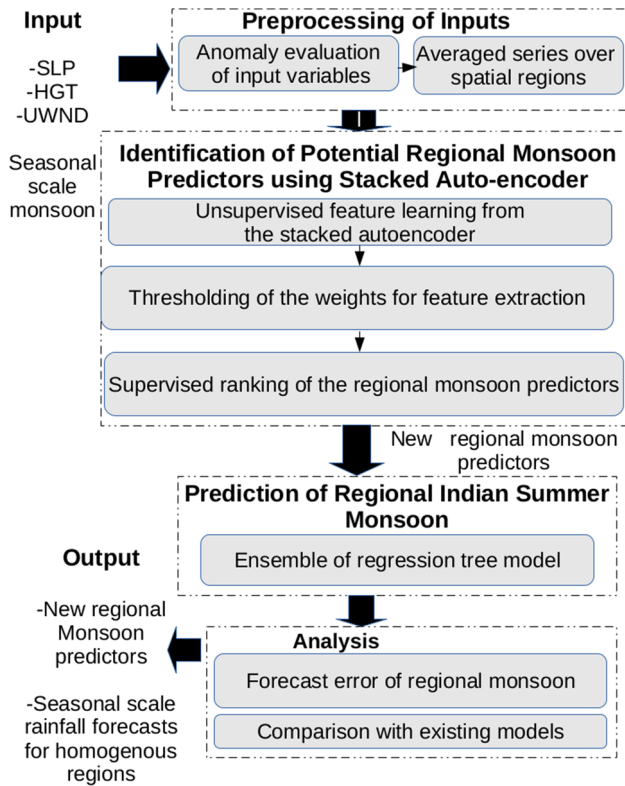 Input
-SLP
-HGT
-UWND
Seasonal
scale
monsoon
Preprocessing of Inputs
Anomaly evaluation
of input variables
Averaged series over
spatial regions
Identification of Potential Regional Monsoon
Predictors using Stacked Auto-encoder
Unsupervised feature learning from
the stacked autoencoder
Thresholding of the weights for feature extraction
Supervised ranking of the regional monsoon predictors
New regional monsoon
predictors
Prediction of Regional Indian Summer
Monsoon
Ensemble of regression tree model
Analysis
Forecast error of regional monsoon
Comparison with existing models
Output
-New regional
Monsoon
predictors
-Seasonal scale
rainfall forecasts
for homogenous
regions